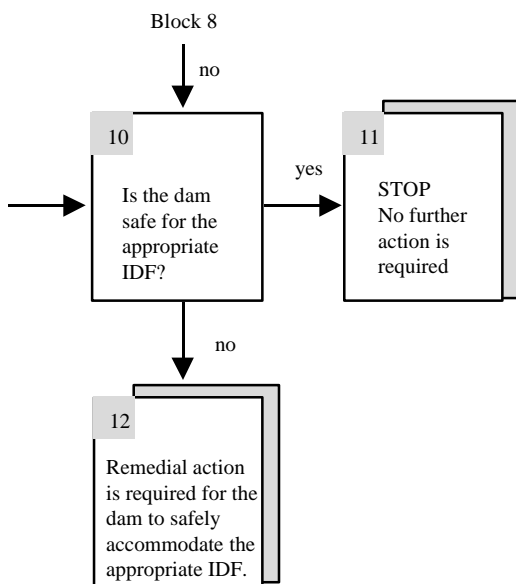 Block 8
no
10
Is the dam
safe for the
appropriate
IDF?
yes
11
STOP
No further
action is
required
no
12
Remedial action
is required for the
dam to safely
accommodate the
appropriate IDF.